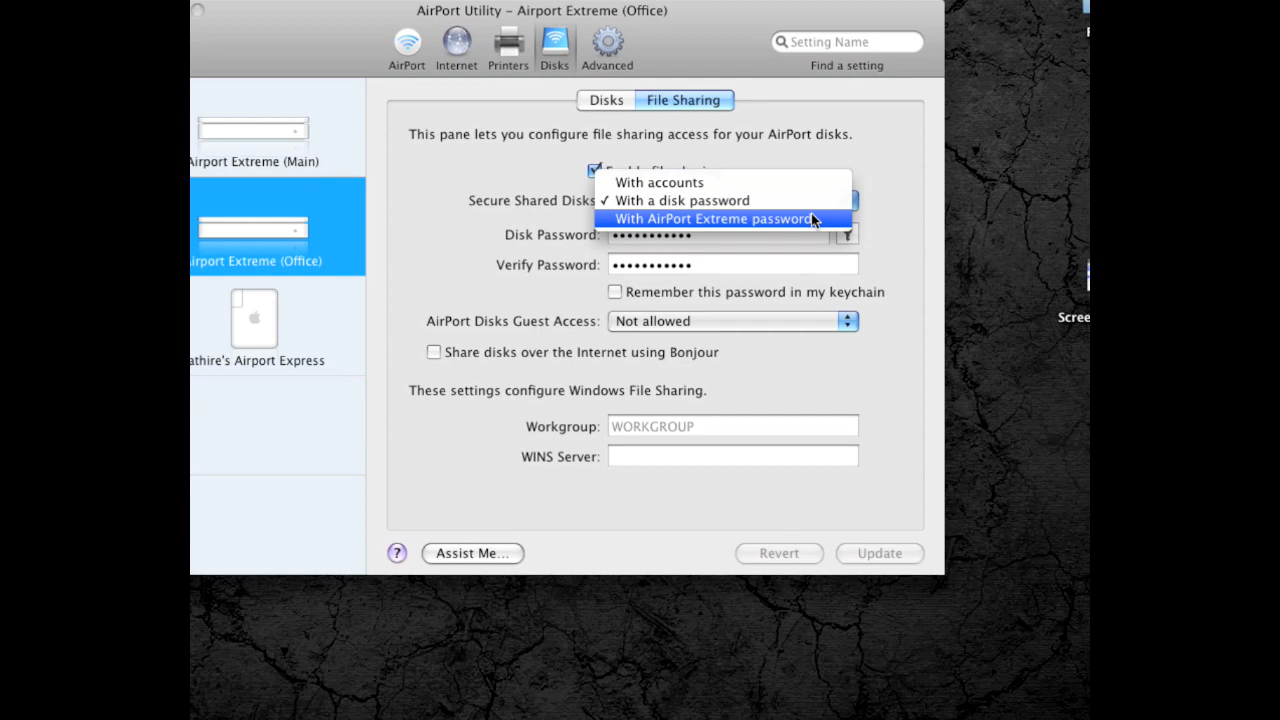 AirPort Utility – Airport Extreme (Office)
AirPort Internet Printers Disks Advanced
Setting Name
Find a setting
Airport Extreme (Main)
irport Extreme (Office)
athire's Airport Express
Disks File Sharing
This pane lets you configure file sharing access for your AirPort disks.
With accounts
Secure Shared Disks
✓ With a disk password
With AirPort Extreme password
Disk Password: •••••••••••
Verify Password: •••••••••••
Remember this password in my keychain
AirPort Disks Guest Access: Not allowed
Share disks over the Internet using Bonjour
These settings configure Windows File Sharing.
Workgroup: WORKGROUP
WINS Server:
? Assist Me... Revert Update
Scree